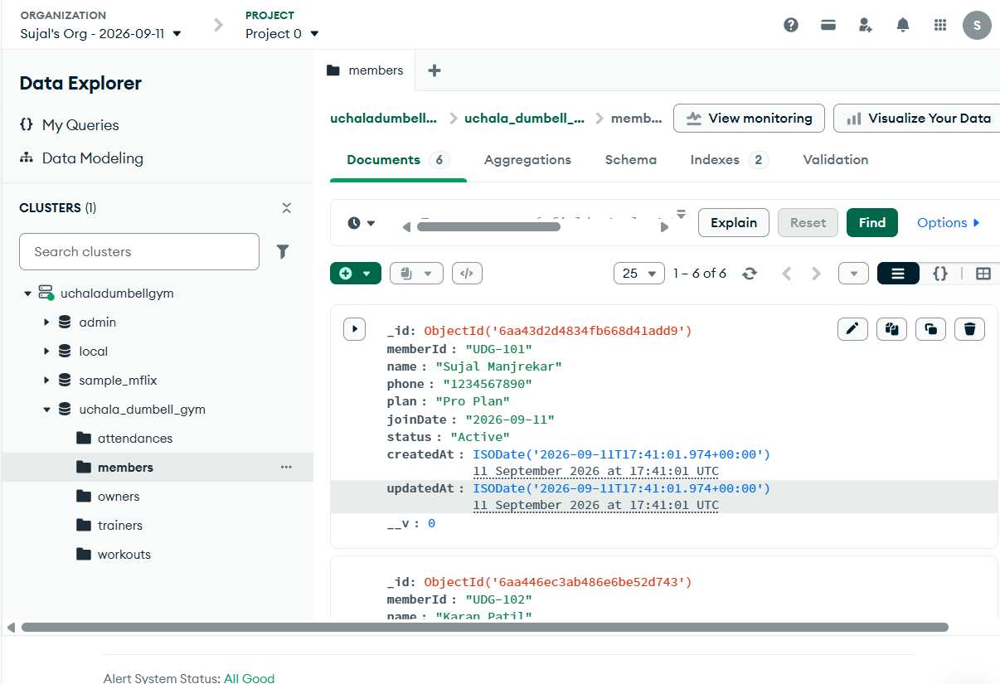 ORGANIZATION
Sujal's Org - 2026-09-11
PROJECT
Project 0
S
Data Explorer
My Queries
Data Modeling
CLUSTERS (1)
Search clusters
uchaladumbellgym
admin
local
sample_mflix
uchala_dumbell_gym
attendances
members
owners
trainers
workouts
members
uchaladumbell...
uchala_dumbell_...
memb...
View monitoring
Visualize Your Data
Documents 6
Aggregations
Schema
Indexes 2
Validation
Explain
Reset
Find
Options
25
1 – 6 of 6
_id: ObjectId('6aa43d2d4834fb668d41add9')
memberId : "UDG-101"
name : "Sujal Manjrekar"
phone : "1234567890"
plan : "Pro Plan"
joinDate : "2026-09-11"
status : "Active"
createdAt : ISODate('2026-09-11T17:41:01.974+00:00')
11 September 2026 at 17:41:01 UTC
updatedAt : ISODate('2026-09-11T17:41:01.974+00:00')
11 September 2026 at 17:41:01 UTC
__v : 0
_id: ObjectId('6aa446ec3ab486e6be52d743')
memberId : "UDG-102"
name : "Karan Patil"
Alert System Status: All Good